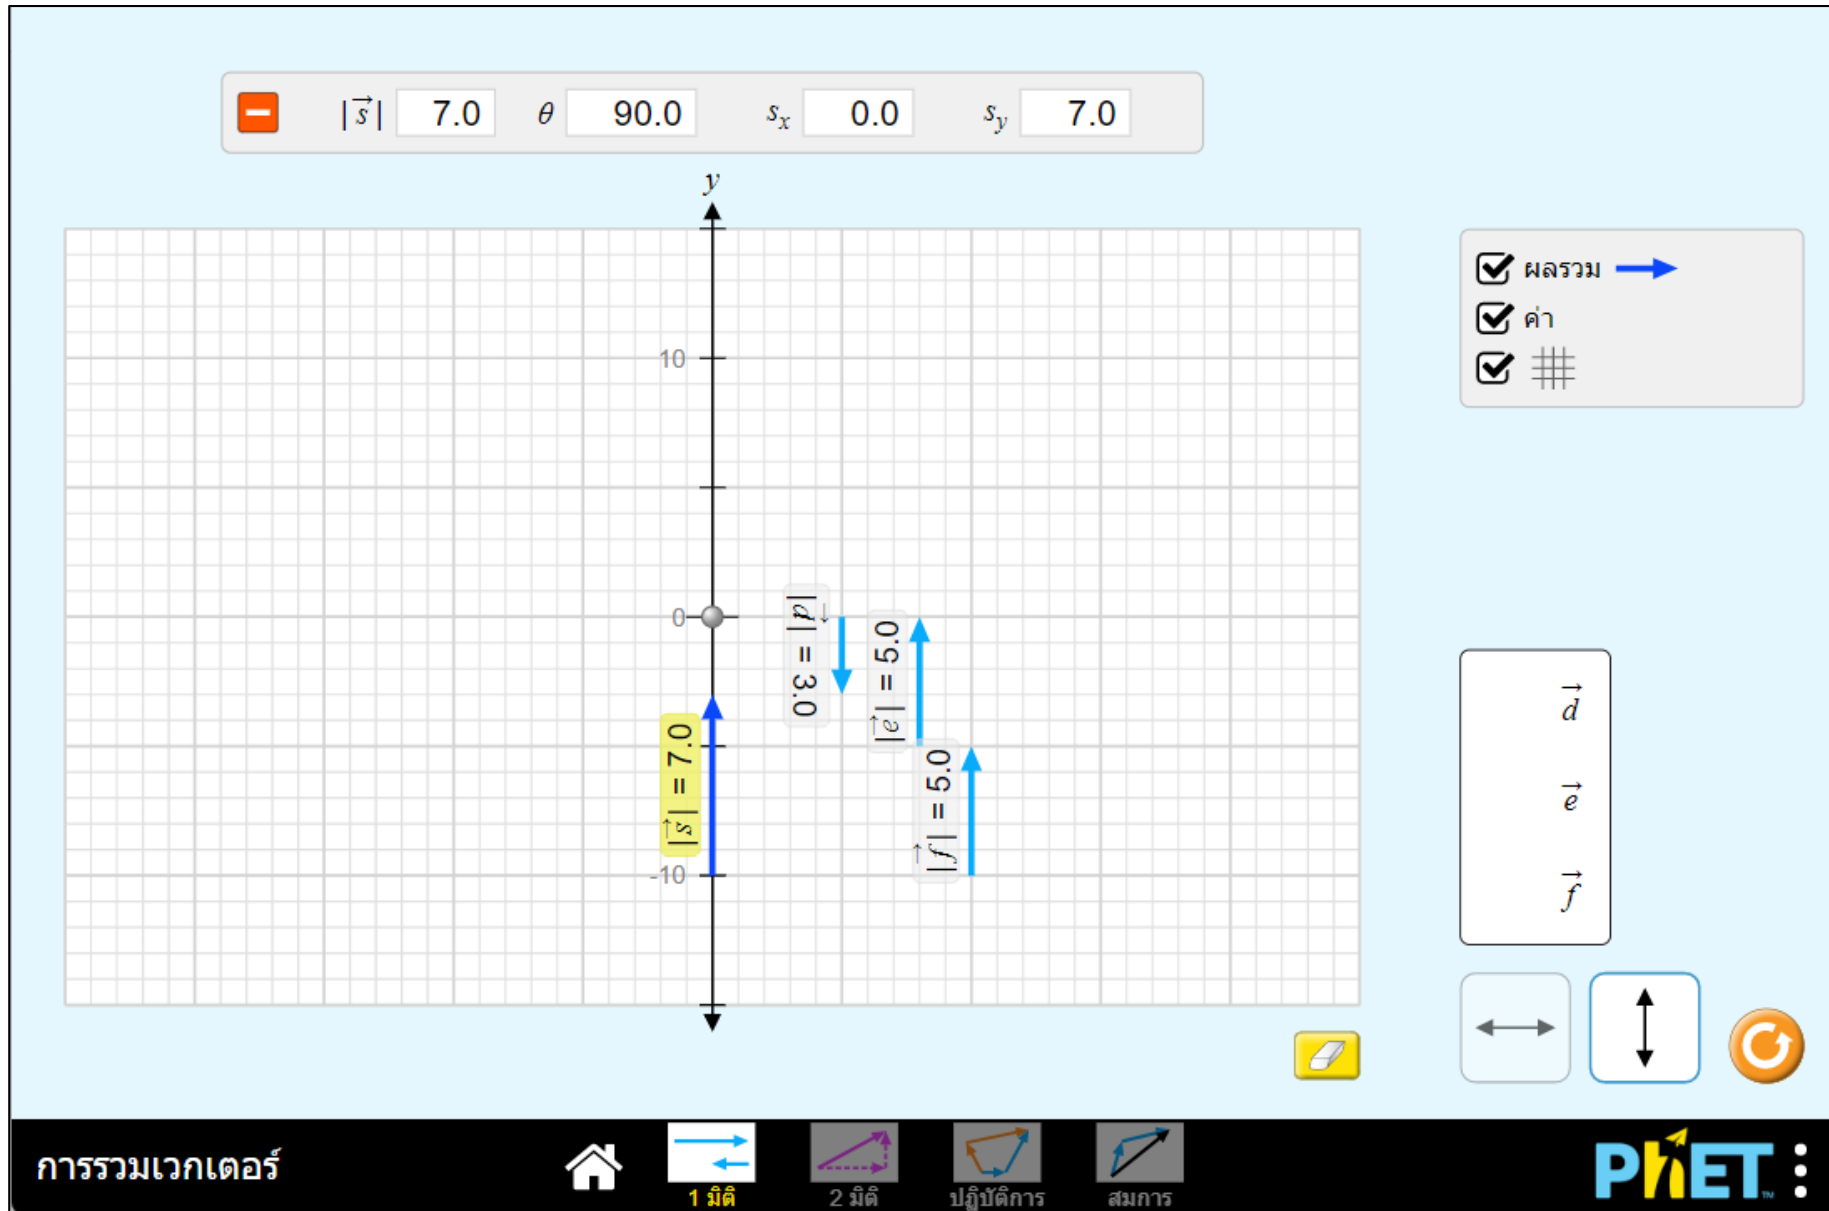 |s⃗| 7.0 θ 90.0 s_x 0.0 s_y 7.0
y
ผลรวม
ค่า
10
0
-10
|d⃗| = 3.0
|e⃗| = 5.0
|f⃗| = 5.0
|s⃗| = 7.0
d⃗
e⃗
f⃗
การรวมเวกเตอร์
1 มิติ
2 มิติ
ปฏิบัติการ
สมการ
PhET
TM